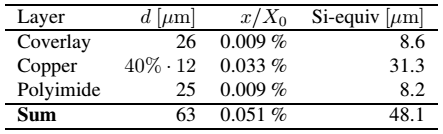 Layer d [μm] x/X₀ Si-equiv [μm]
Coverlay 26 0.009 % 8.6
Copper 40% · 12 0.033 % 31.3
Polyimide 25 0.009 % 8.2
Sum 63 0.051 % 48.1